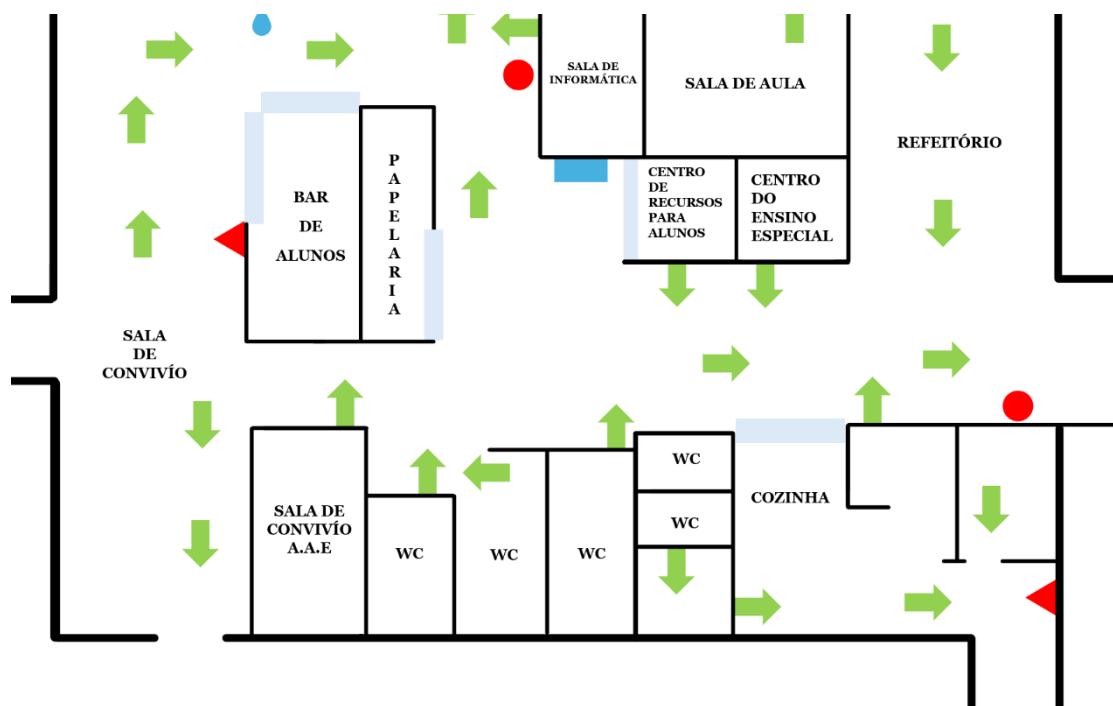 SALA DE
INFORMÁTICA
SALA DE AULA
REFEITÓRIO
BAR
DE
ALUNOS
P
A
P
E
L
A
R
I
A
CENTRO
DE
RECURSOS
PARA
ALUNOS
CENTRO
DO
ENSINO
ESPECIAL
SALA
DE
CONVIVÍO
SALA DE
CONVIVÍO
A.A.E
WC
WC
WC
WC
WC
COZINHA